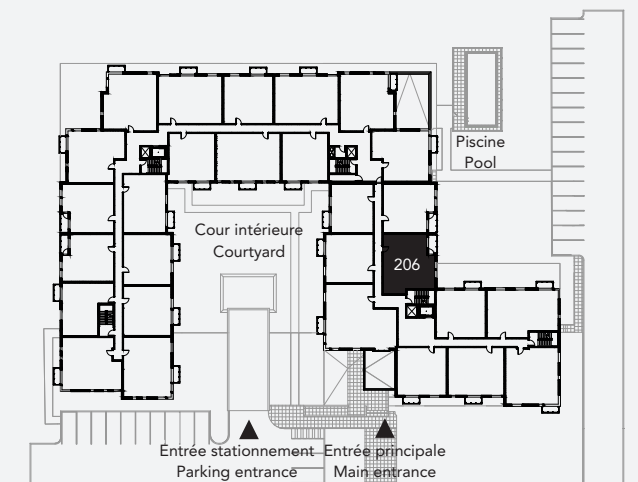 Piscine
Pool
Cour intérieure
Courtyard
206
Entrée stationnement
Parking entrance
Entrée principale
Main entrance